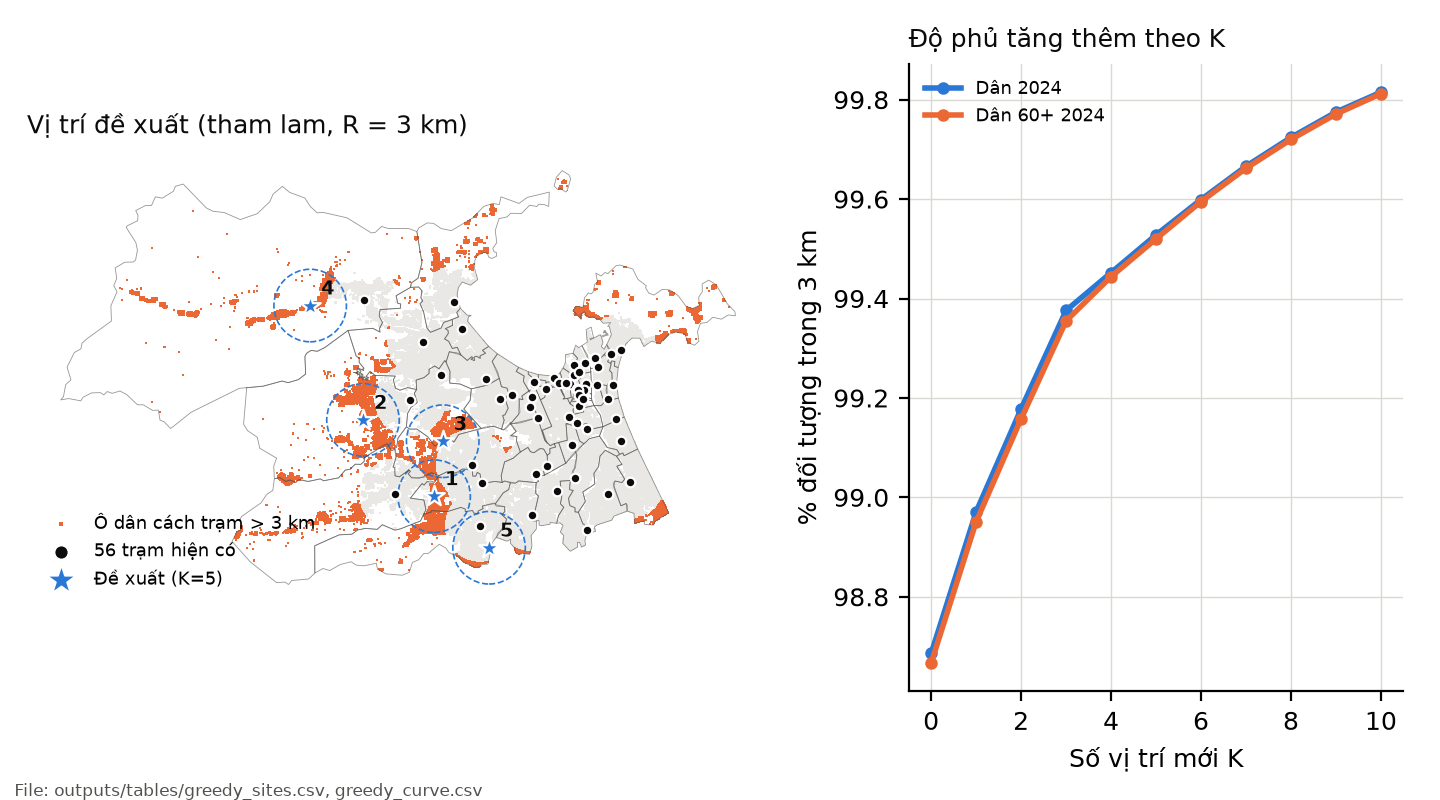 Vị trí đề xuất (tham lam, R = 3 km)
4
2
3
1
5
Ô dân cách trạm > 3 km
56 trạm hiện có
Đề xuất (K=5)
Độ phủ tăng thêm theo K
Dân 2024
Dân 60+ 2024
% đối tượng trong 3 km
99.8
99.6
99.4
99.2
99.0
98.8
0 2 4 6 8 10
Số vị trí mới K
File: outputs/tables/greedy_sites.csv, greedy_curve.csv